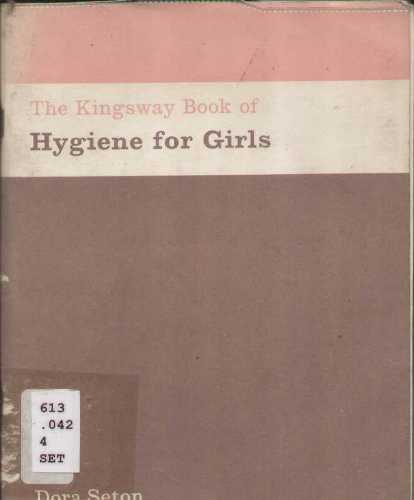 The Kingsway Book of
Hygiene for Girls
613
.042
4
SET
Dora Seton